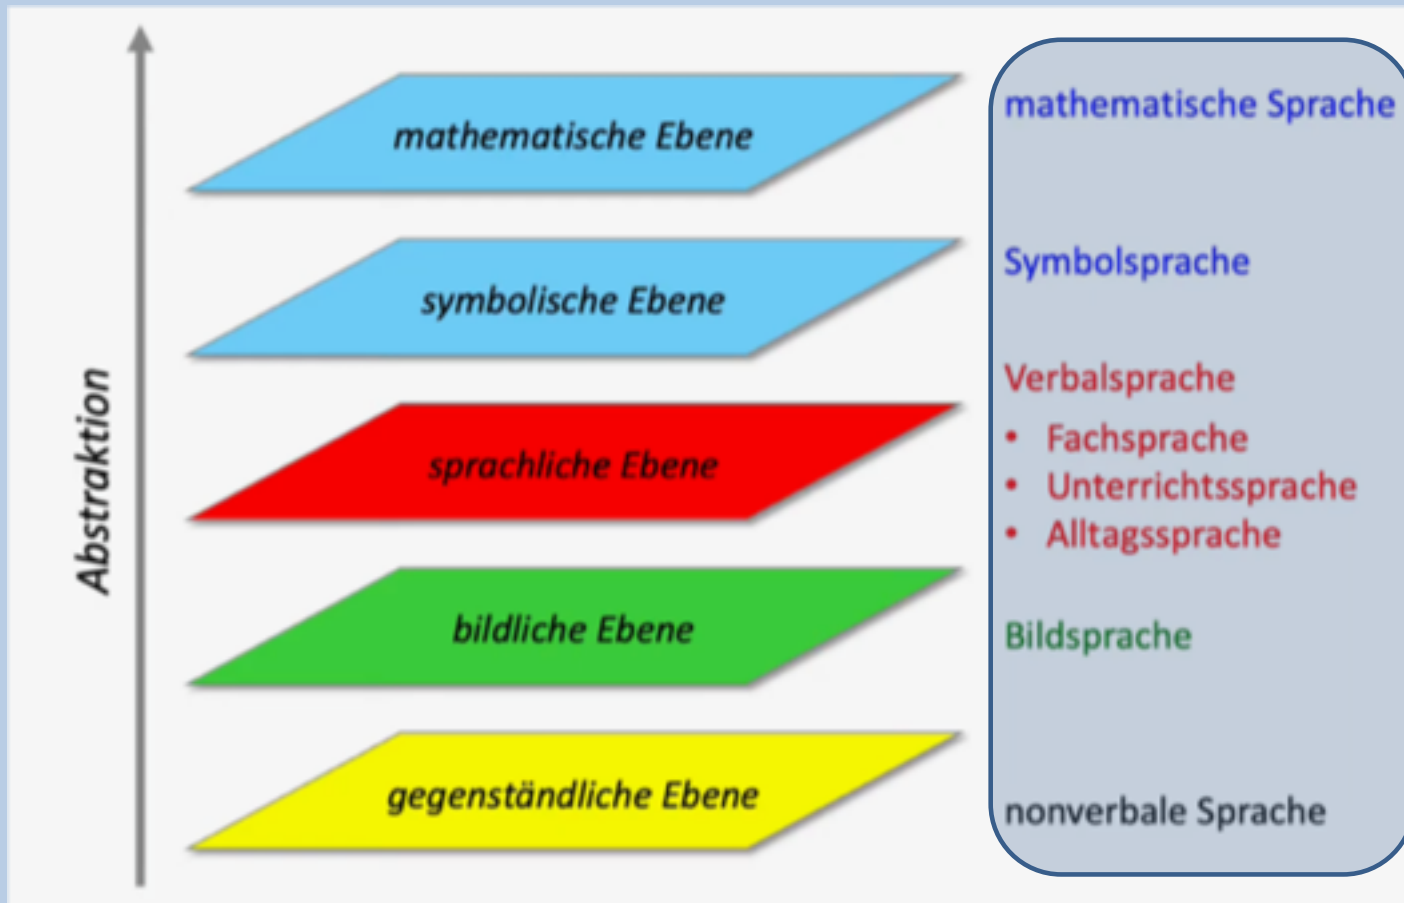 Abstraktion
mathematische Ebene
symbolische Ebene
sprachliche Ebene
bildliche Ebene
gegenständliche Ebene
mathematische Sprache
Symbolsprache
Verbalsprache
• Fachsprache
• Unterrichtssprache
• Alltagssprache
Bildsprache
nonverbale Sprache